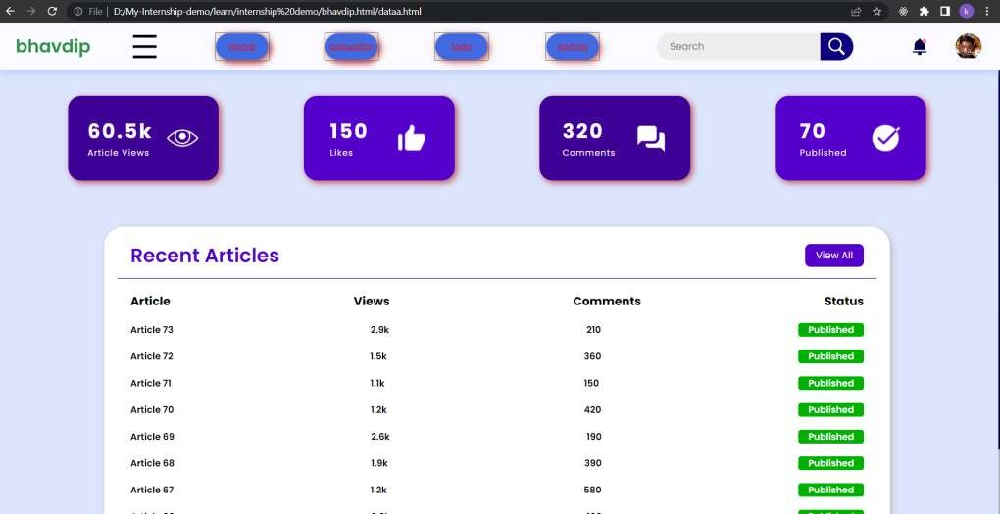 File D:/My-Internship-demo/learn/internship%20demo/bhavdip.html/dataa.html
k
bhavdip Home calculator todo sorting Search
60.5k 150 320 70
Article Views Likes Comments Published
Recent Articles View All
Article Views Comments Status
Article 73 2.9k 210 Published
Article 72 1.5k 360 Published
Article 71 1.1k 150 Published
Article 70 1.2k 420 Published
Article 69 2.6k 190 Published
Article 68 1.9k 390 Published
Article 67 1.2k 580 Published